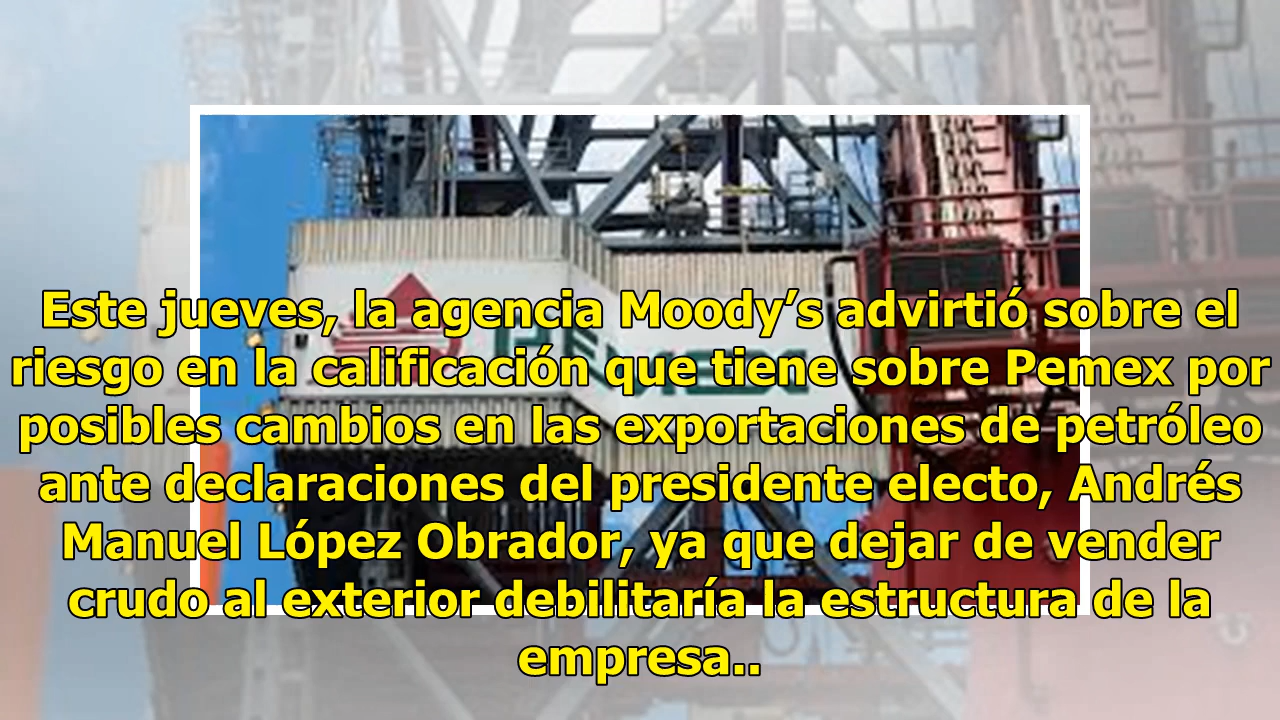 PEMEX
Este jueves, la agencia Moody’s advirtió sobre el
riesgo en la calificación que tiene sobre Pemex por
posibles cambios en las exportaciones de petróleo
ante declaraciones del presidente electo, Andrés
Manuel López Obrador, ya que dejar de vender
crudo al exterior debilitaría la estructura de la
empresa..